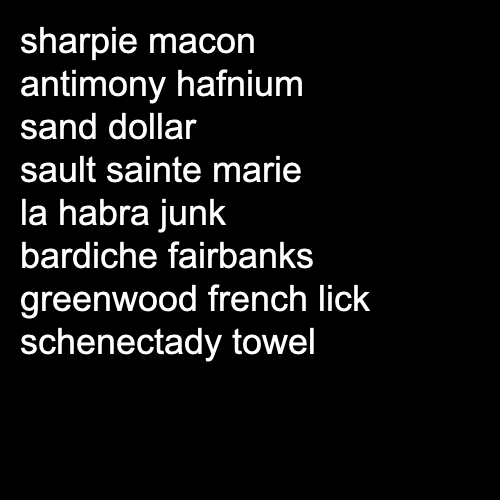 sharpie macon
antimony hafnium
sand dollar
sault sainte marie
la habra junk
bardiche fairbanks
greenwood french lick
schenectady towel